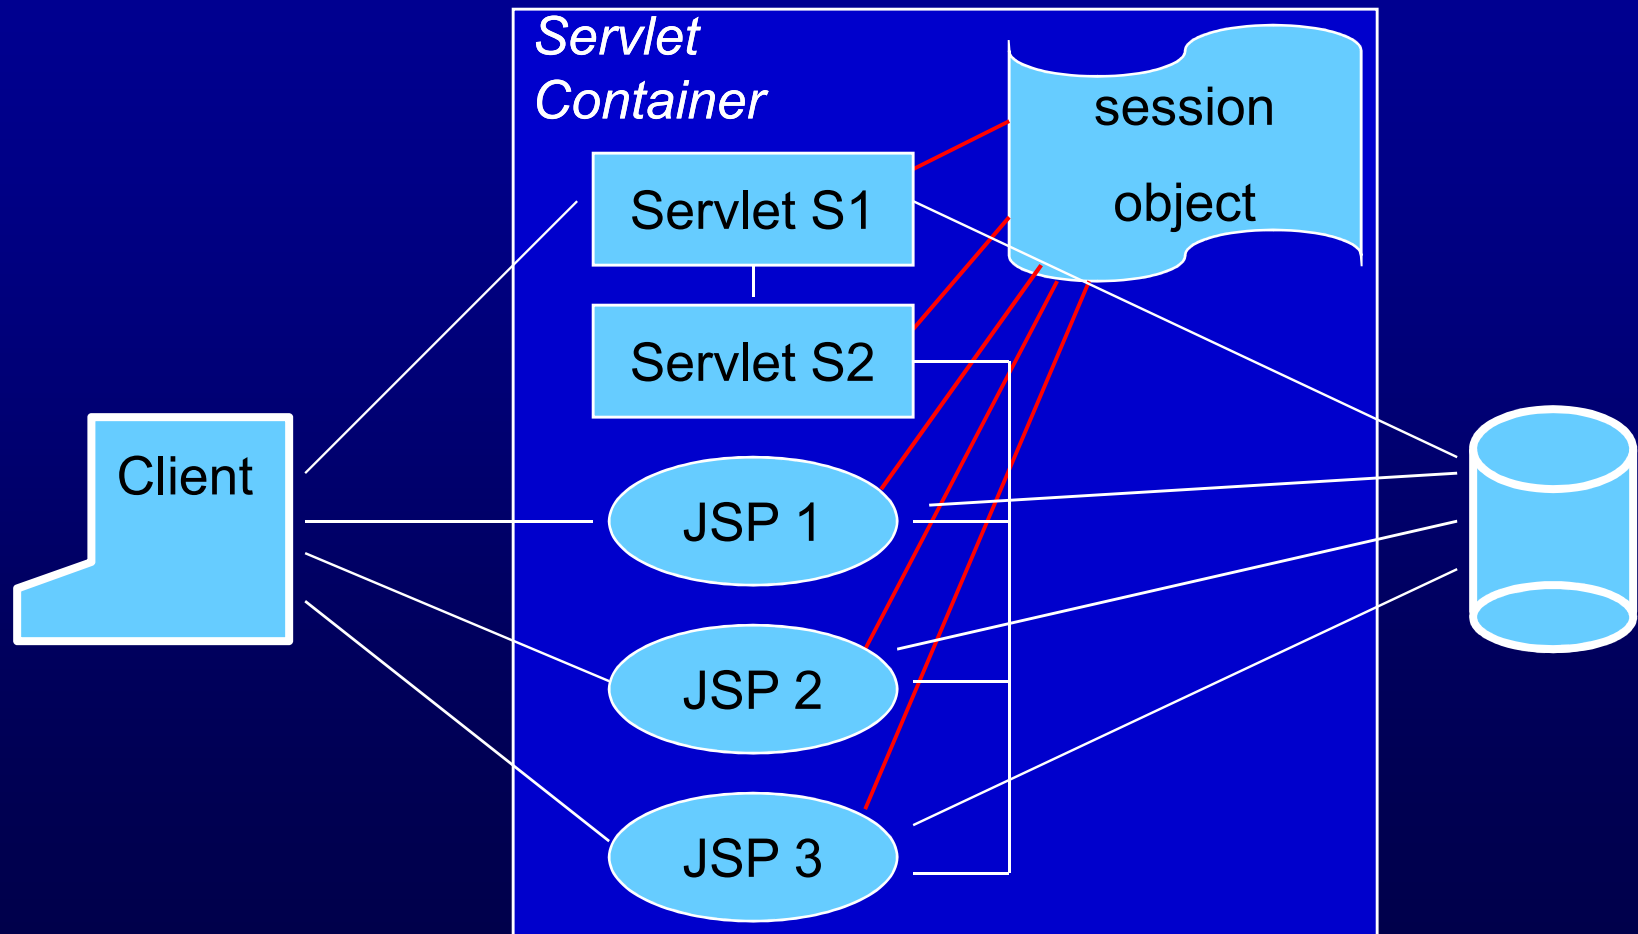 Servlet
Container
session
object
Servlet S1
Servlet S2
Client
JSP 1
JSP 2
JSP 3